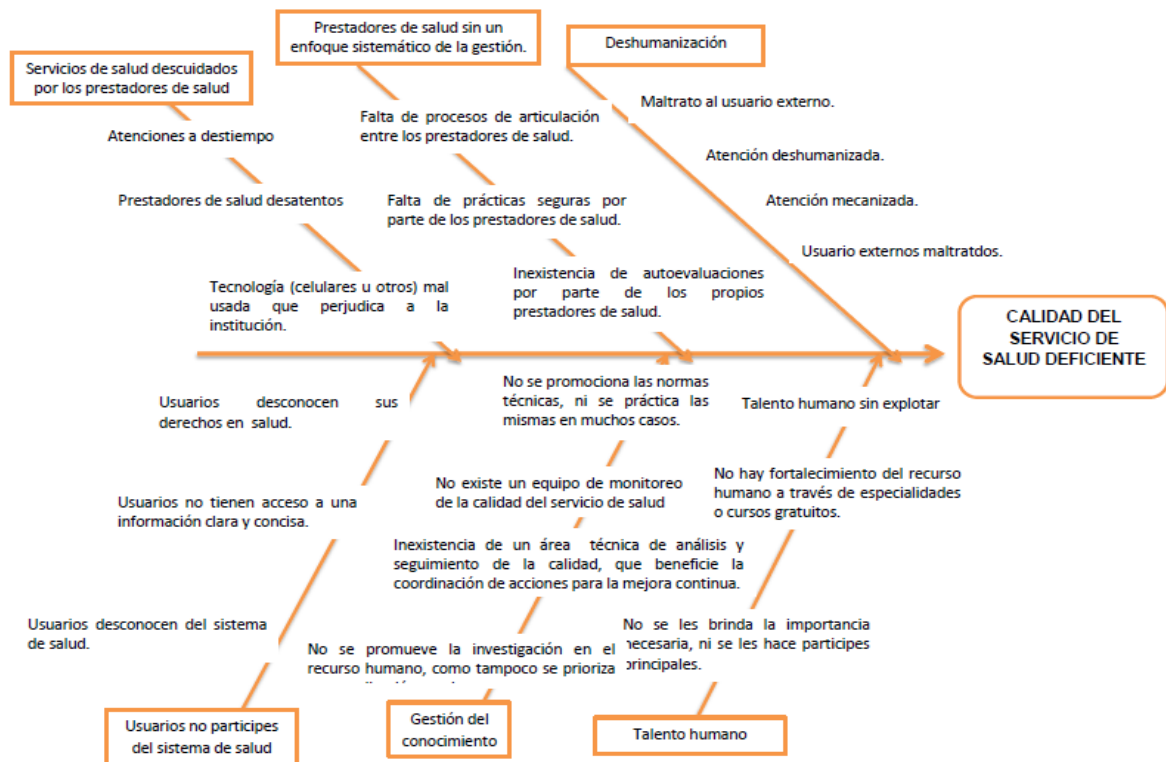 Prestadores de salud sin un
enfoque sistemático de la gestión.
Deshumanización
Servicios de salud descuidados
por los prestadores de salud
Maltrato al usuario externo.
Falta de procesos de articulación
entre los prestadores de salud.
Atenciones a destiempo
Atención deshumanizada.
Prestadores de salud desatentos
Falta de prácticas seguras por
parte de los prestadores de salud.
Atención mecanizada.
Usuario externos maltratdos.
Tecnología (celulares u otros) mal
usada que perjudica a la
institución.
Inexistencia de autoevaluaciones
por parte de los propios
prestadores de salud.
CALIDAD DEL
SERVICIO DE
SALUD DEFICIENTE
Usuarios desconocen sus
derechos en salud.
No se promociona las normas
técnicas, ni se práctica las
mismas en muchos casos.
Talento humano sin explotar
Usuarios no tienen acceso a una
información clara y concisa.
No existe un equipo de monitoreo
de la calidad del servicio de salud
No hay fortalecimiento del recurso
humano a través de especialidades
o cursos gratuitos.
Inexistencia de un área técnica de análisis y
seguimiento de la calidad, que beneficie la
coordinación de acciones para la mejora continua.
Usuarios desconocen del sistema
de salud.
No se promueve la investigación en el
recurso humano, como tampoco se prioriza
No se les brinda la importancia
necesaria, ni se les hace participes
principales.
Usuarios no participes
del sistema de salud
Gestión del
conocimiento
Talento humano